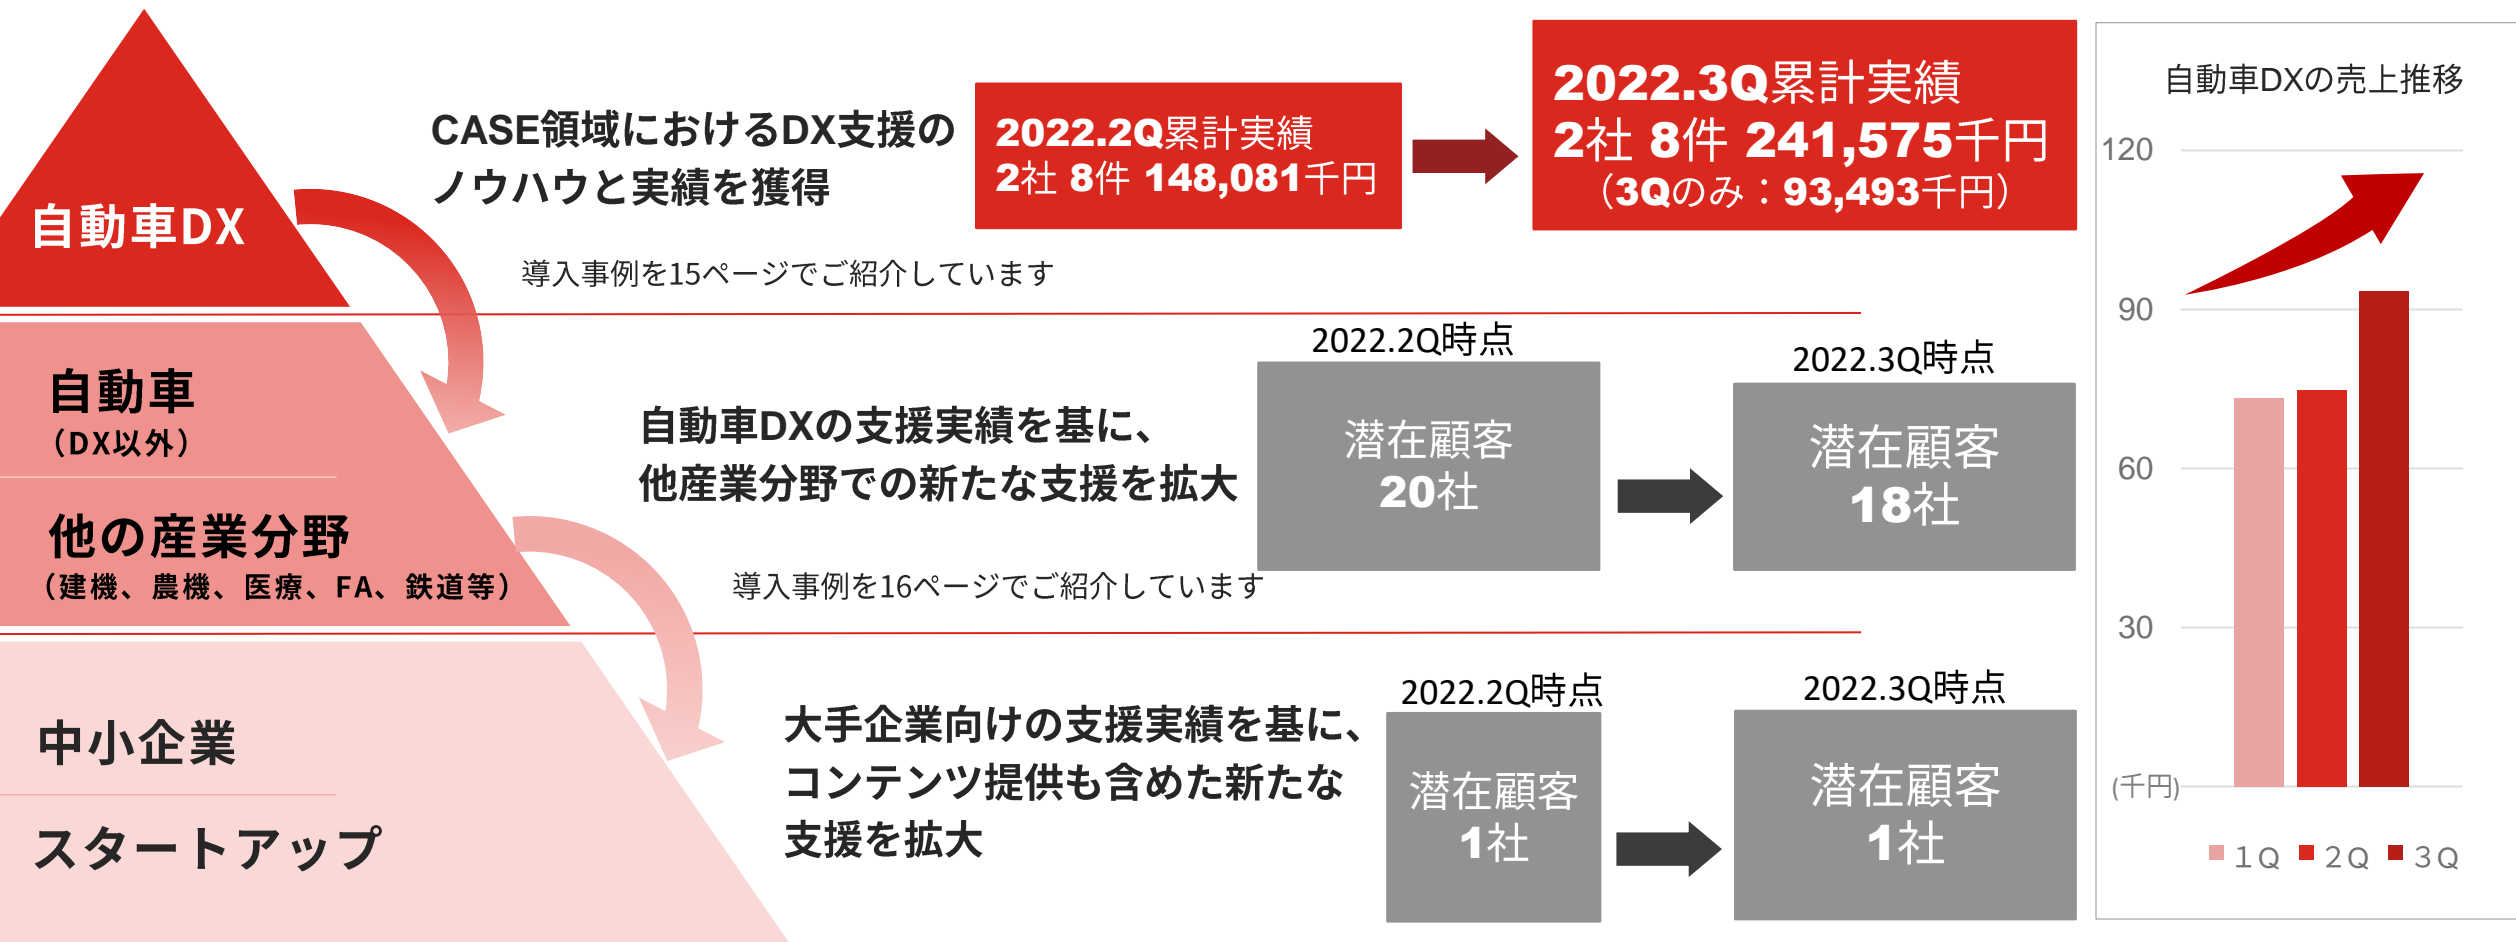 自動車DX
CASE領域におけるDX支援の
ノウハウと実績を獲得
2022.2Q累計実績
2社 8件 148,081千円
2022.3Q累計実績
2社 8件 241,575千円
（3Qのみ：93,493千円）
導入事例を15ページでご紹介しています
自動車
（DX以外）
他の産業分野
（建機、農機、医療、FA、鉄道等）
自動車DXの支援実績を基に、
他産業分野での新たな支援を拡大
2022.2Q時点
潜在顧客
20社
2022.3Q時点
潜在顧客
18社
導入事例を16ページでご紹介しています
中小企業
スタートアップ
大手企業向けの支援実績を基に、
コンテンツ提供も含めた新たな
支援を拡大
2022.2Q時点
潜在顧客
1社
2022.3Q時点
潜在顧客
1社
自動車DXの売上推移
120
90
60
30
(千円)
１Ｑ ２Ｑ ３Ｑ